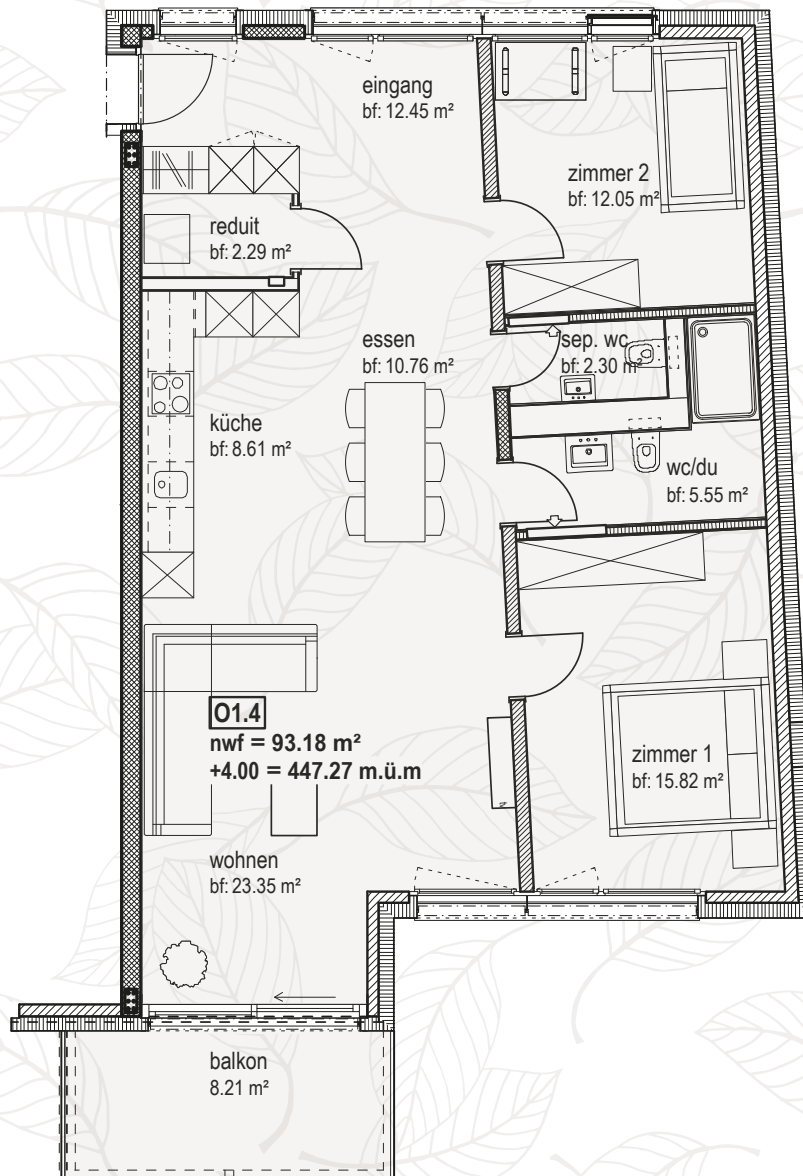 eingang
bf: 12.45 m²
zimmer 2
bf: 12.05 m²
reduit
bf: 2.29 m²
essen
bf: 10.76 m²
sep. wc
bf: 2.30 m²
küche
bf: 8.61 m²
wc/du
bf: 5.55 m²
O1.4
nwf = 93.18 m²
+4.00 = 447.27 m.ü.m
zimmer 1
bf: 15.82 m²
wohnen
bf: 23.35 m²
balkon
8.21 m²